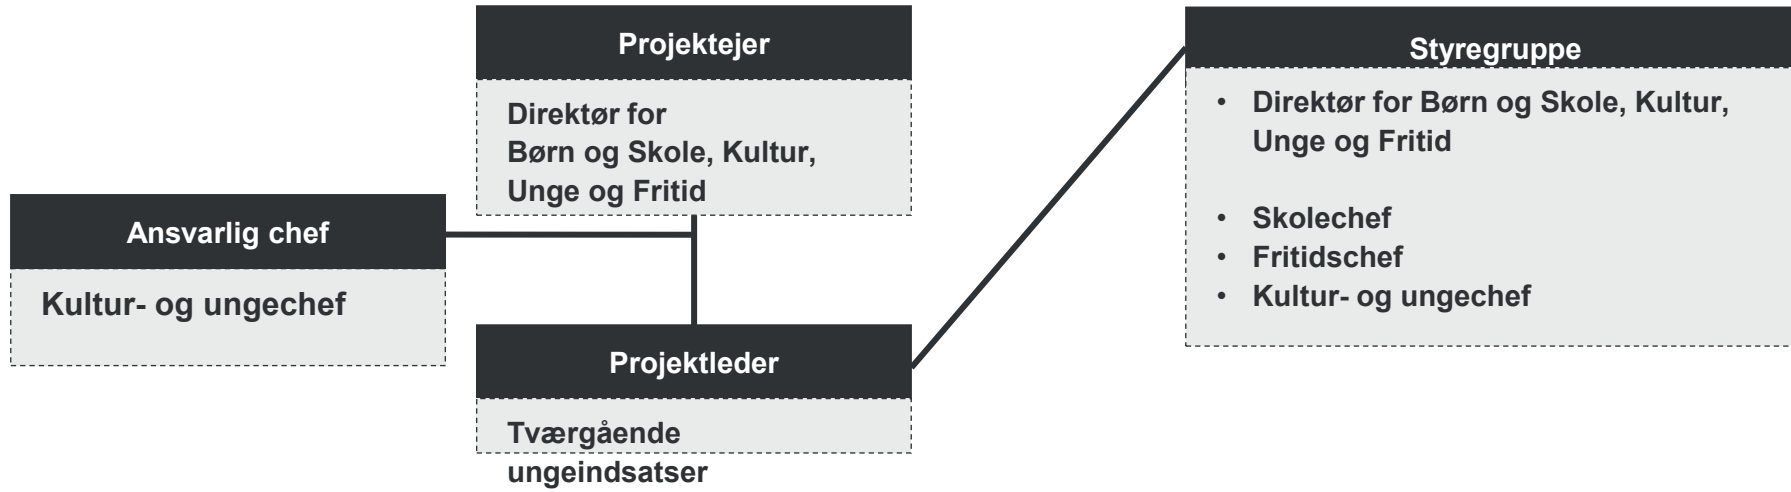 Projektejer
Direktør for
Børn og Skole, Kultur,
Unge og Fritid
Ansvarlig chef
Kultur- og ungechef
Projektleder
Tværgående
ungeindsatser
Styregruppe
• Direktør for Børn og Skole, Kultur,
Unge og Fritid
• Skolechef
• Fritidschef
• Kultur- og ungechef